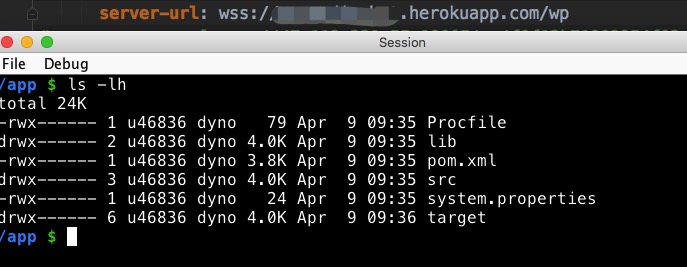 server-url: wss:// .herokuapp.com/wp
Session
File Debug
/app $ ls -lh
total 24K
-rwx------ 1 u46836 dyno   79 Apr  9 09:35 Procfile
drwx------ 2 u46836 dyno 4.0K Apr  9 09:35 lib
-rwx------ 1 u46836 dyno 3.8K Apr  9 09:35 pom.xml
drwx------ 3 u46836 dyno 4.0K Apr  9 09:35 src
-rwx------ 1 u46836 dyno   24 Apr  9 09:35 system.properties
drwx------ 6 u46836 dyno 4.0K Apr  9 09:36 target
/app $